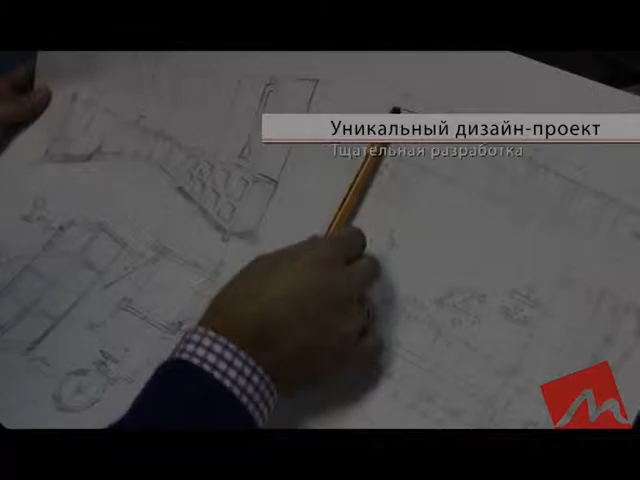 Уникальный дизайн-проект
Тщательная разработка